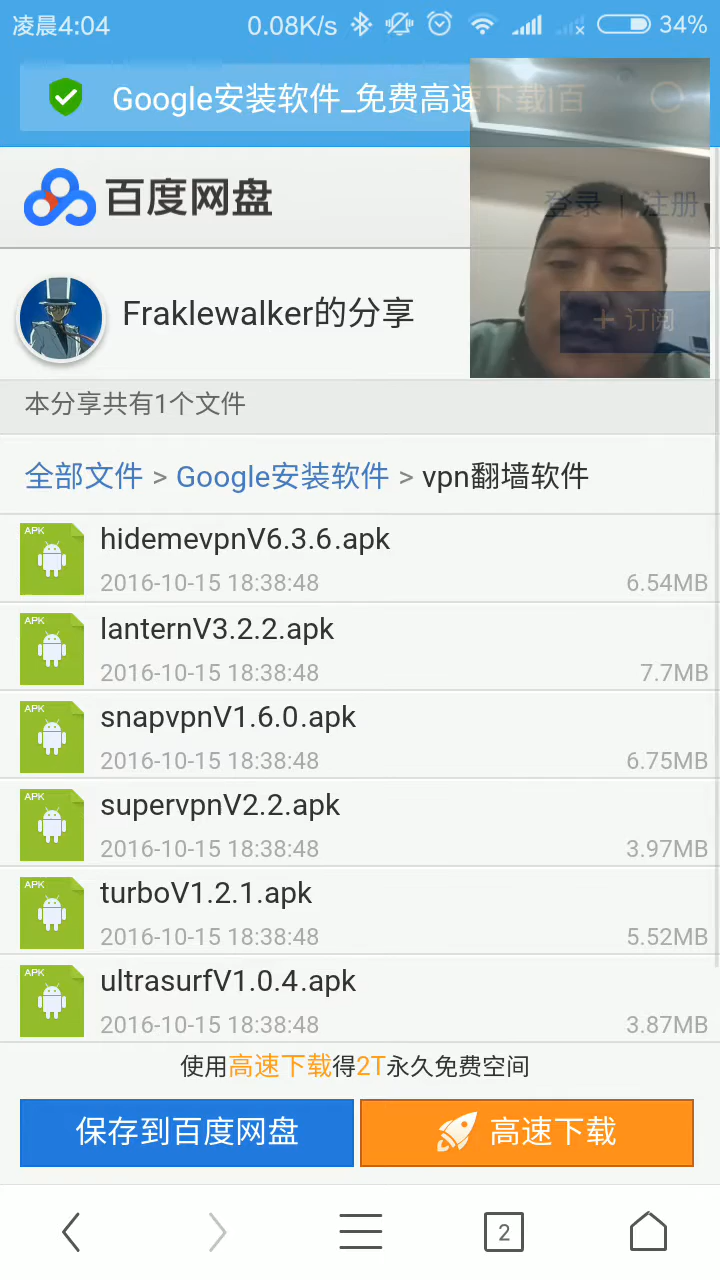 凌晨4:04 0.08K/s 34%
Google安装软件_免费高速下载|百
百度网盘
登录 | 注册
Fraklewalker的分享
+ 订阅
本分享共有1个文件
全部文件 > Google安装软件 > vpn翻墙软件
APK
hidemevpnV6.3.6.apk
2016-10-15 18:38:48 6.54MB
APK
lanternV3.2.2.apk
2016-10-15 18:38:48 7.7MB
APK
snapvpnV1.6.0.apk
2016-10-15 18:38:48 6.75MB
APK
supervpnV2.2.apk
2016-10-15 18:38:48 3.97MB
APK
turboV1.2.1.apk
2016-10-15 18:38:48 5.52MB
APK
ultrasurfV1.0.4.apk
2016-10-15 18:38:48 3.87MB
使用高速下载得2T永久免费空间
保存到百度网盘 高速下载
2